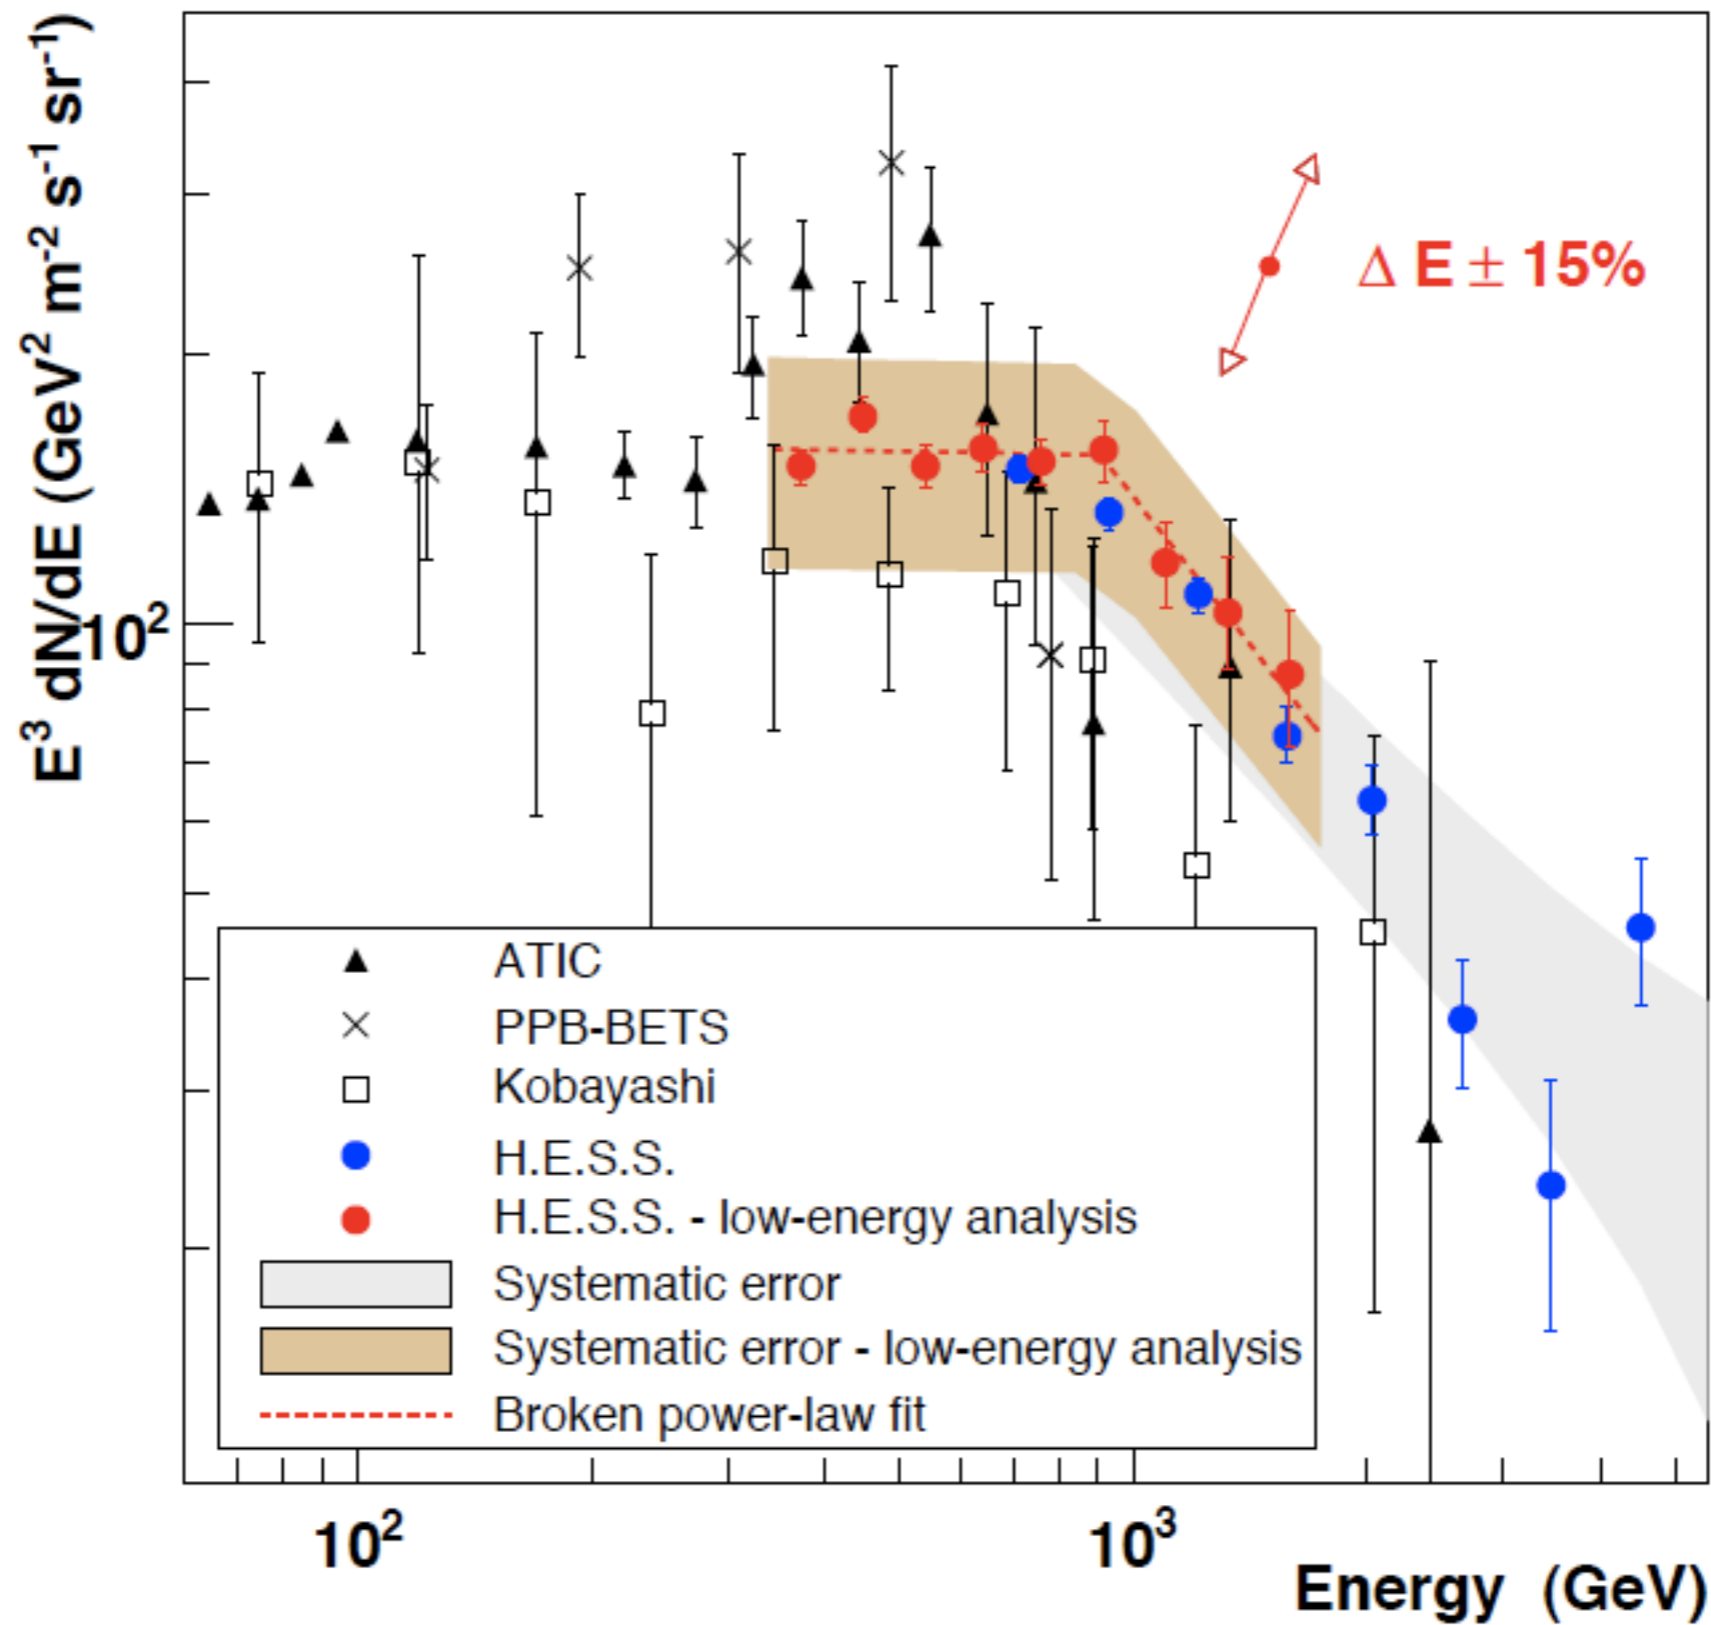 E³ dN/dE (GeV² m⁻² s⁻¹ sr⁻¹)
Δ E ± 15%
10²
ATIC
PPB-BETS
Kobayashi
H.E.S.S.
H.E.S.S. - low-energy analysis
Systematic error
Systematic error - low-energy analysis
Broken power-law fit
10² 10³
Energy (GeV)